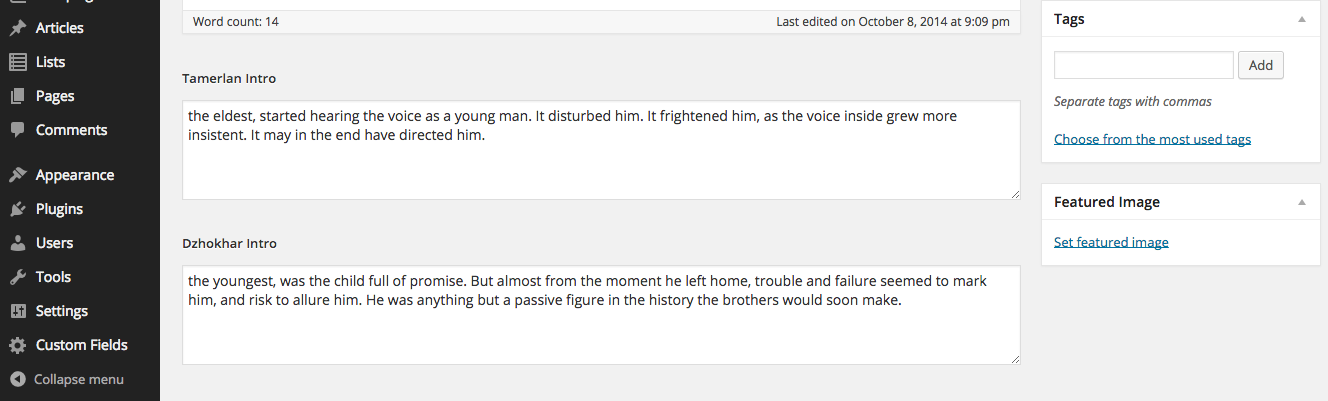 Articles
Lists
Pages
Comments
Appearance
Plugins
Users
Tools
Settings
Custom Fields
Collapse menu
Word count: 14
Last edited on October 8, 2014 at 9:09 pm
Tamerlan Intro
the eldest, started hearing the voice as a young man. It disturbed him. It frightened him, as the voice inside grew more
insistent. It may in the end have directed him.
Dzhokhar Intro
the youngest, was the child full of promise. But almost from the moment he left home, trouble and failure seemed to mark
him, and risk to allure him. He was anything but a passive figure in the history the brothers would soon make.
Tags
Add
Separate tags with commas
Choose from the most used tags
Featured Image
Set featured image